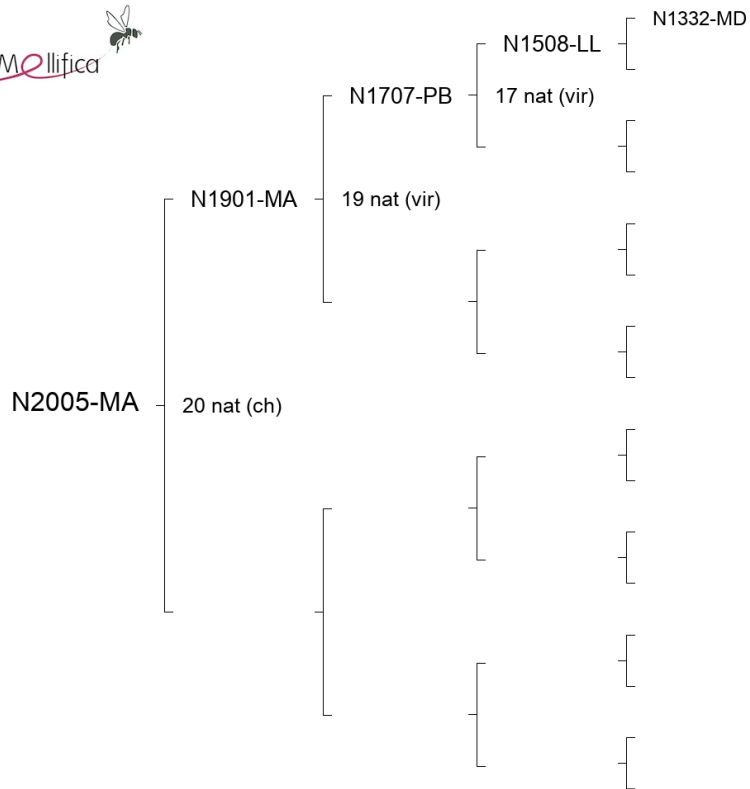 Mellifica
N1332-MD
N1508-LL
N1707-PB
17 nat (vir)
N1901-MA
19 nat (vir)
N2005-MA
20 nat (ch)